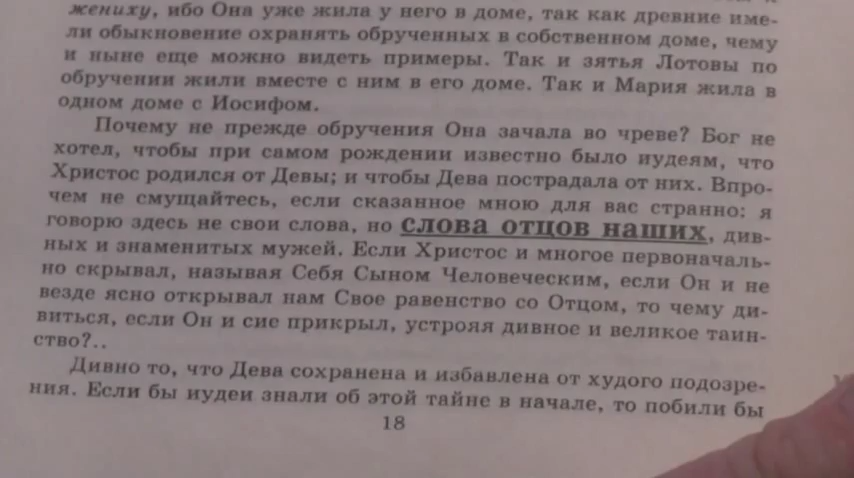 жениху, ибо Она уже жила у него в доме, так как древние име-
ли обыкновение охранять обрученных в собственном доме, чему
и ныне еще можно видеть примеры. Так и зятья Лотовы по
обручении жили вместе с ним в его доме. Так и Мария жила в
одном доме с Иосифом.
Почему не прежде обручения Она зачала во чреве? Бог не
хотел, чтобы при самом рождении известно было иудеям, что
Христос родился от Девы; и чтобы Дева пострадала от них. Впро-
чем не смущайтесь, если сказанное мною для вас странно: я
говорю здесь не свои слова, но слова отцов наших, див-
ных и знаменитых мужей. Если Христос и многое первоначаль-
но скрывал, называя Себя Сыном Человеческим, если Он и не
везде ясно открывал нам Свое равенство со Отцом, то чему ди-
виться, если Он и сие прикрыл, устрояя дивное и великое таин-
ство?..
Дивно то, что Дева сохранена и избавлена от худого подозре-
ния. Если бы иудеи знали об этой тайне в начале, то побили бы
18